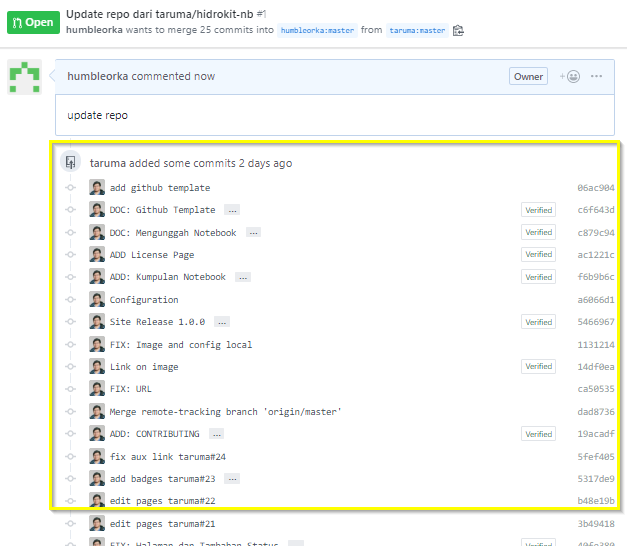 Open Update repo dari taruma/hidrokit-nb #1
humbleorka wants to merge 25 commits into humbleorka:master from taruma:master
humbleorka commented now Owner
update repo
taruma added some commits 2 days ago
add github template 06ac904
DOC: Github Template … Verified c6f643d
DOC: Mengunggah Notebook … Verified c879c94
ADD License Page Verified ac1221c
ADD: Kumpulan Notebook … Verified f6b9b6c
Configuration a6066d1
Site Release 1.0.0 … Verified 5466967
FIX: Image and config local 1131214
Link on image Verified 14df0ea
FIX: URL ca50535
Merge remote-tracking branch 'origin/master' dad8736
ADD: CONTRIBUTING … Verified 19acadf
fix aux link taruma#24 5fef405
add badges taruma#23 … 5317de9
edit pages taruma#22 b48e19b
edit pages taruma#21 3b49418
FIX: Halaman dan Tambahan Status … Verified 40fe380